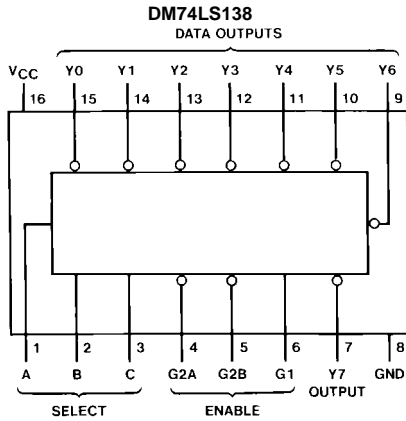 DM74LS138
DATA OUTPUTS
VCC Y0 Y1 Y2 Y3 Y4 Y5 Y6
16 15 14 13 12 11 10 9
1 2 3 4 5 6 7 8
A B C G2A G2B G1 Y7 GND
OUTPUT
SELECT ENABLE